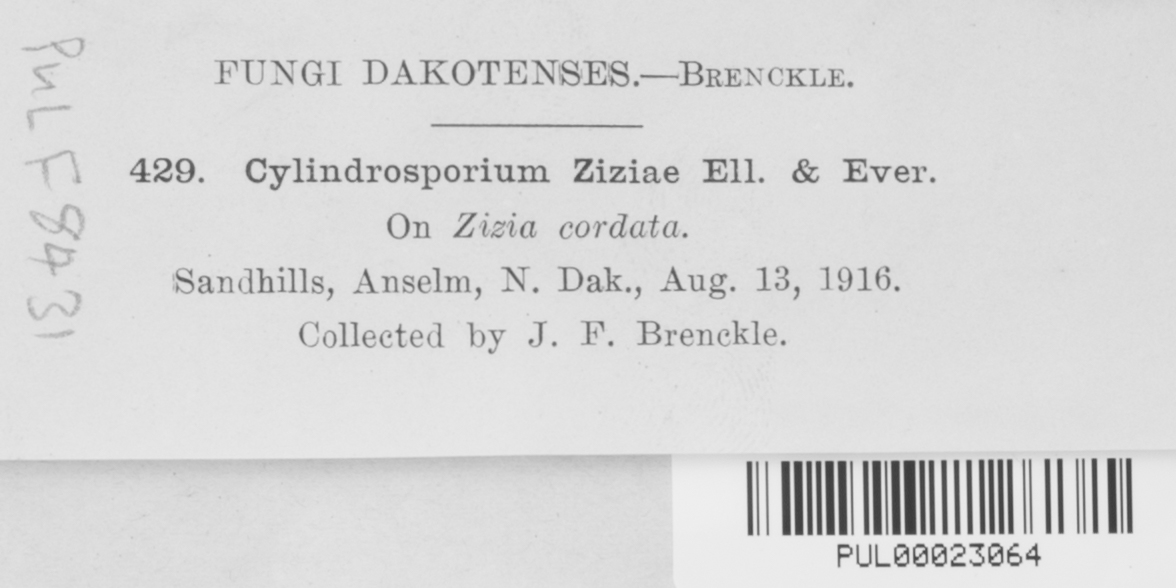 FUNGI DAKOTENSES.—BRENCKLE.
429. Cylindrosporium Ziziae Ell. & Ever.
On Zizia cordata.
Sandhills, Anselm, N. Dak., Aug. 13, 1916.
Collected by J. F. Brenckle.
PUL F8431
PUL00023064